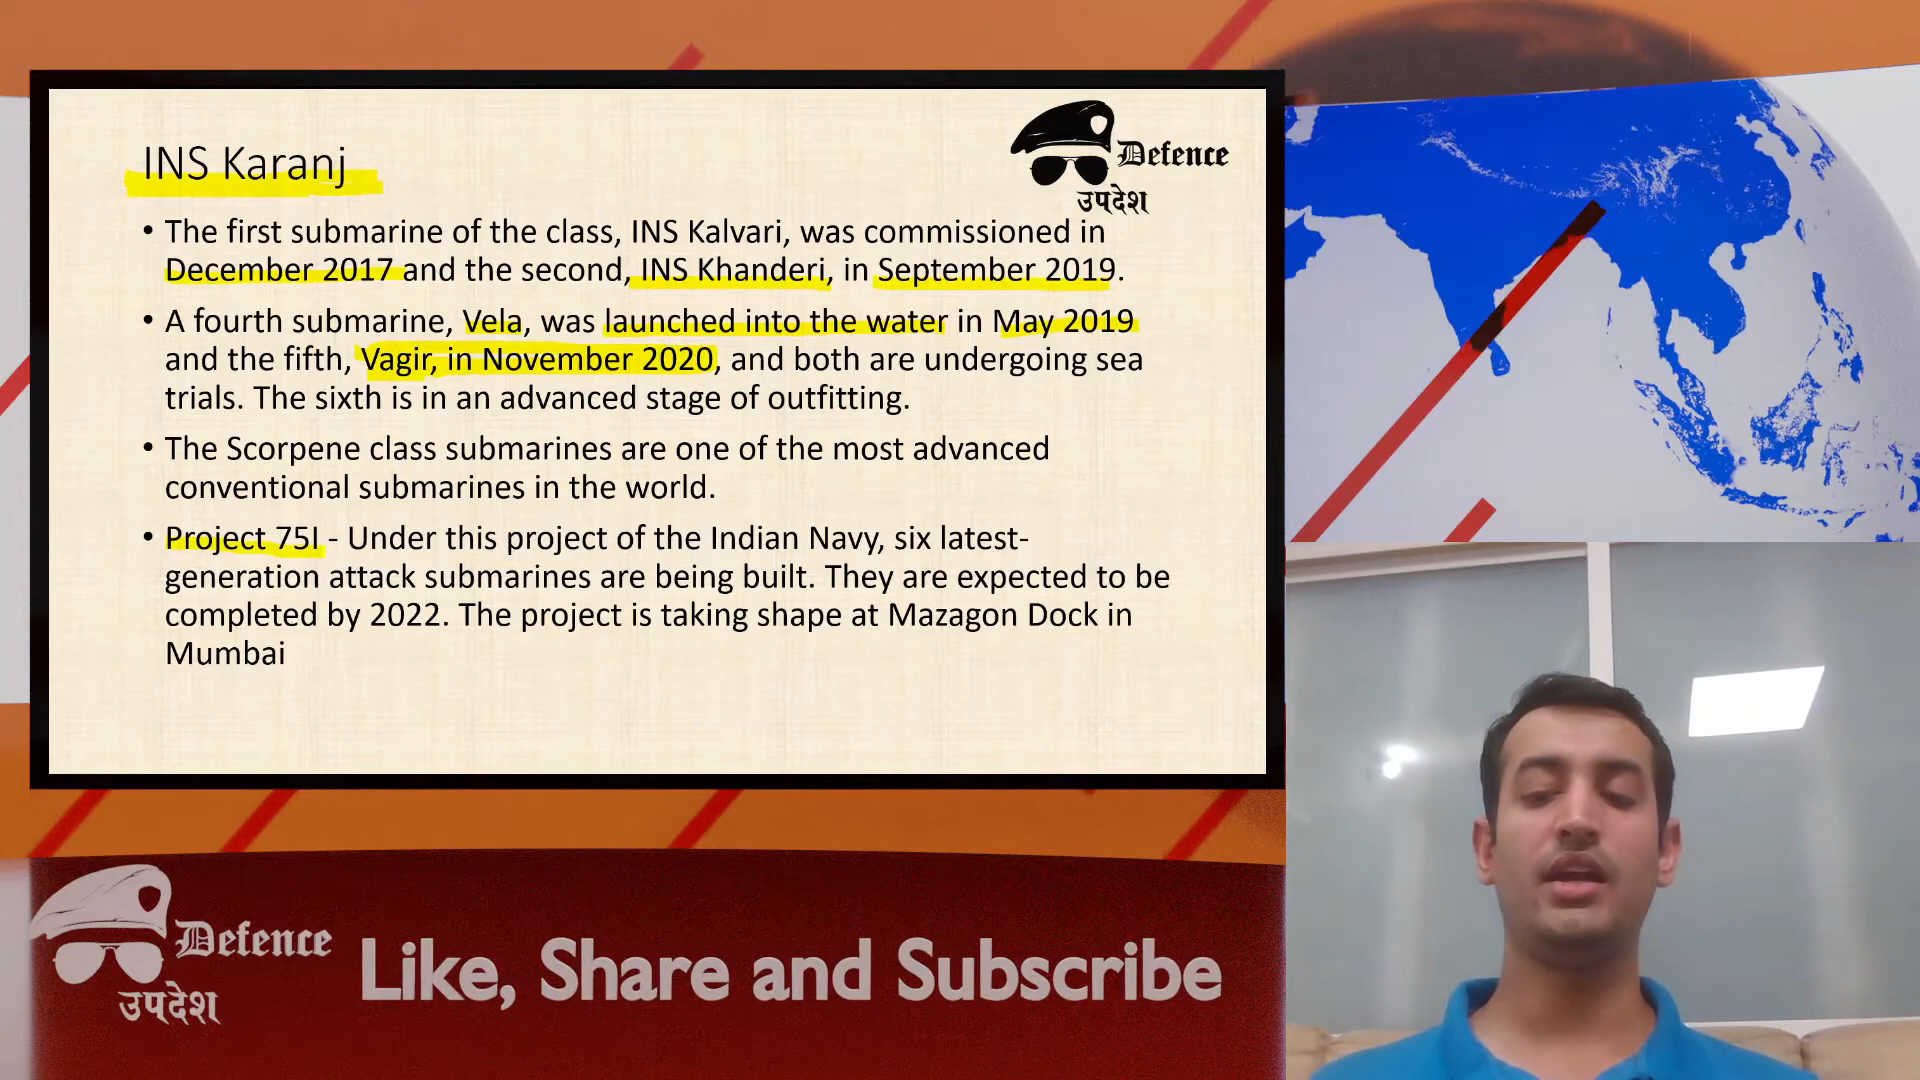 INS Karanj
Defence
उपदेश
• The first submarine of the class, INS Kalvari, was commissioned in
December 2017 and the second, INS Khanderi, in September 2019.
• A fourth submarine, Vela, was launched into the water in May 2019
and the fifth, Vagir, in November 2020, and both are undergoing sea
trials. The sixth is in an advanced stage of outfitting.
• The Scorpene class submarines are one of the most advanced
conventional submarines in the world.
• Project 75I - Under this project of the Indian Navy, six latest-
generation attack submarines are being built. They are expected to be
completed by 2022. The project is taking shape at Mazagon Dock in
Mumbai
Defence
उपदेश
Like, Share and Subscribe